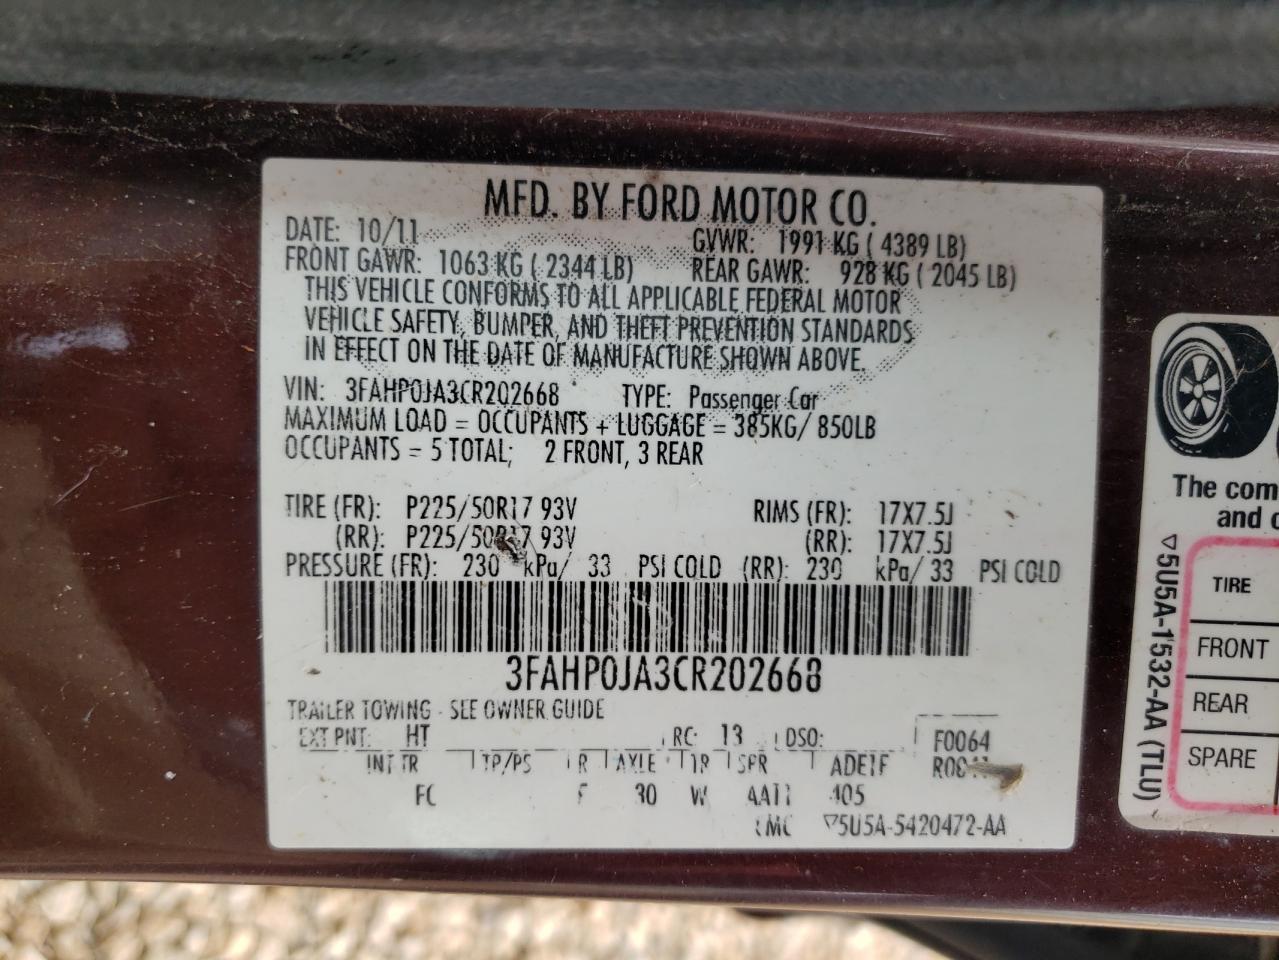 MFD. BY FORD MOTOR CO.
DATE: 10/11 GVWR: 1991 KG ( 4389 LB)
FRONT GAWR: 1063 KG ( 2344 LB) REAR GAWR: 928 KG ( 2045 LB)
THIS VEHICLE CONFORMS TO ALL APPLICABLE FEDERAL MOTOR
VEHICLE SAFETY, BUMPER, AND THEFT PREVENTION STANDARDS
IN EFFECT ON THE DATE OF MANUFACTURE SHOWN ABOVE.
VIN: 3FAHP0JA3CR202668 TYPE: Passenger Car
MAXIMUM LOAD = OCCUPANTS + LUGGAGE = 385KG/ 850LB
OCCUPANTS = 5 TOTAL; 2 FRONT, 3 REAR
TIRE (FR): P225/50R17 93V RIMS (FR): 17X7.5J
(RR): P225/50R17 93V (RR): 17X7.5J
PRESSURE (FR): 230 kPa/ 33 PSI COLD (RR): 230 kPa/ 33 PSI COLD
3FAHP0JA3CR202668
TRAILER TOWING - SEE OWNER GUIDE
EXT PNT: HT RC: 13 DSO: F0064
INT TR TP/PS R AXLE TR SPR
30 W
▽5U5A-5420472-AA
The com
and
TIRE
FRONT
REAR
SPARE
▽5U5A-1532-AA (TLU)